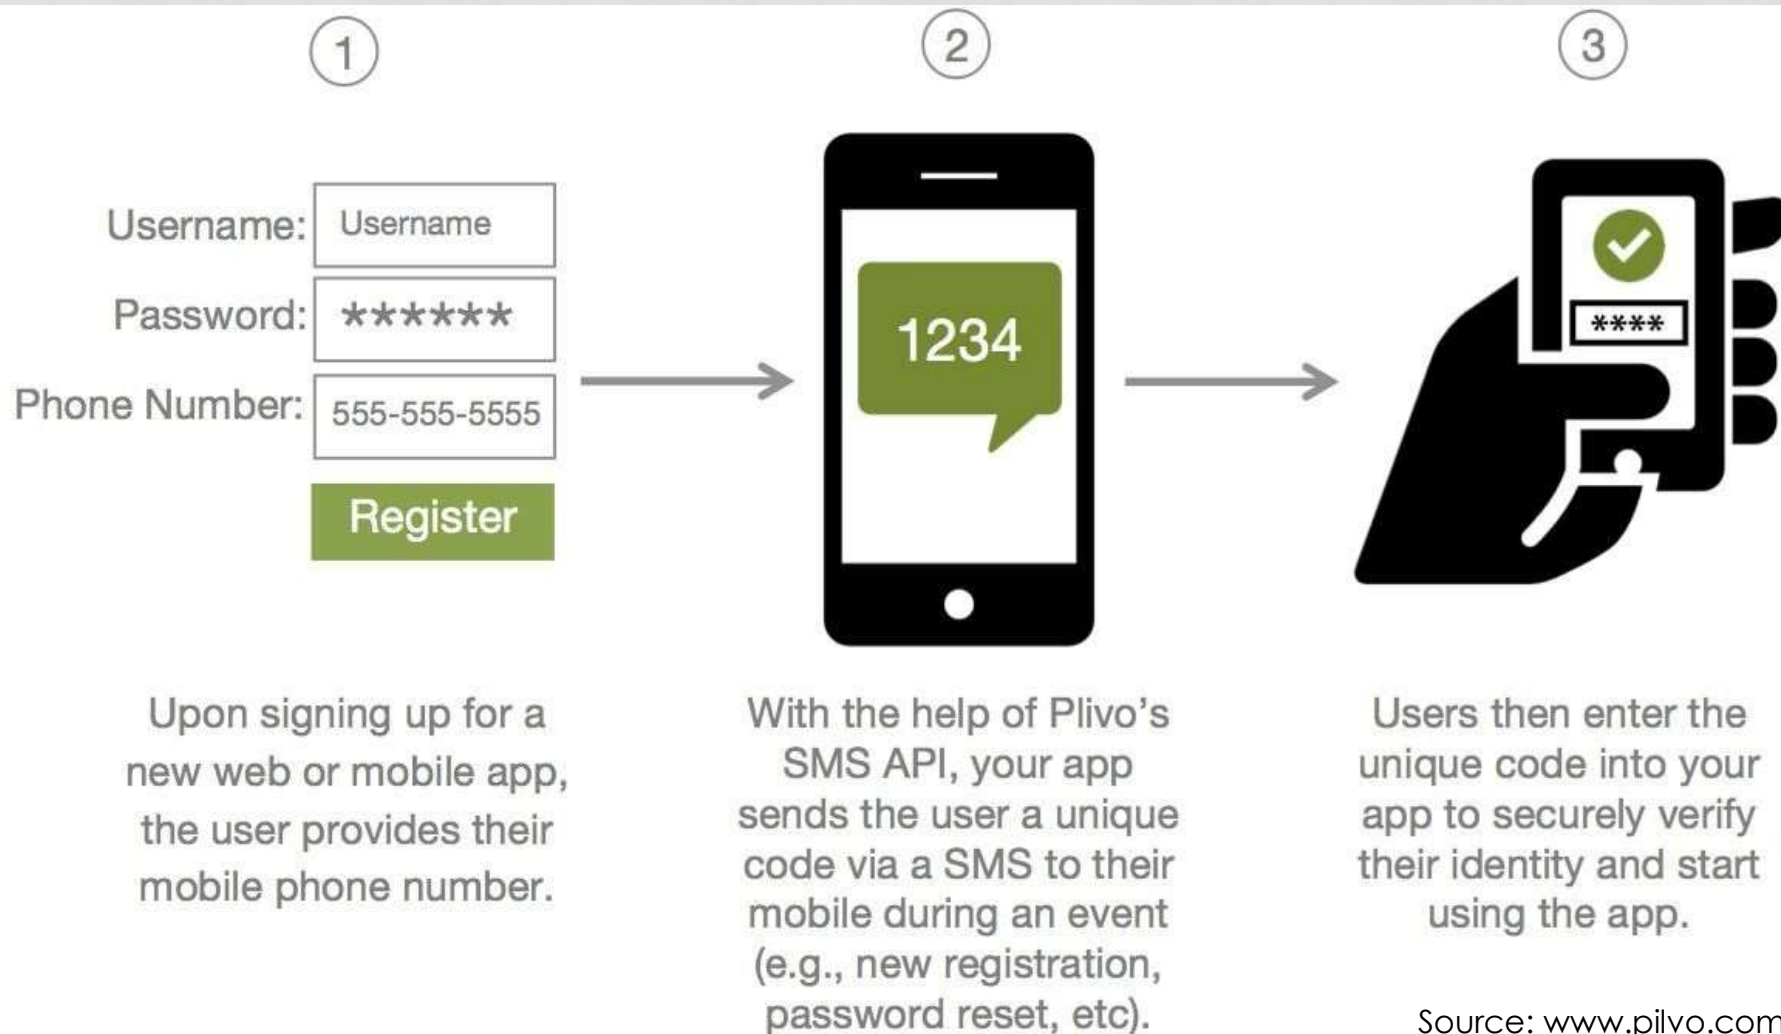 1
Username: Username
Password: ******
Phone Number: 555-555-5555
Register
Upon signing up for a
new web or mobile app,
the user provides their
mobile phone number.
2
1234
With the help of Plivo's
SMS API, your app
sends the user a unique
code via a SMS to their
mobile during an event
(e.g., new registration,
password reset, etc).
3
****
Users then enter the
unique code into your
app to securely verify
their identity and start
using the app.
Source: www.pilvo.com